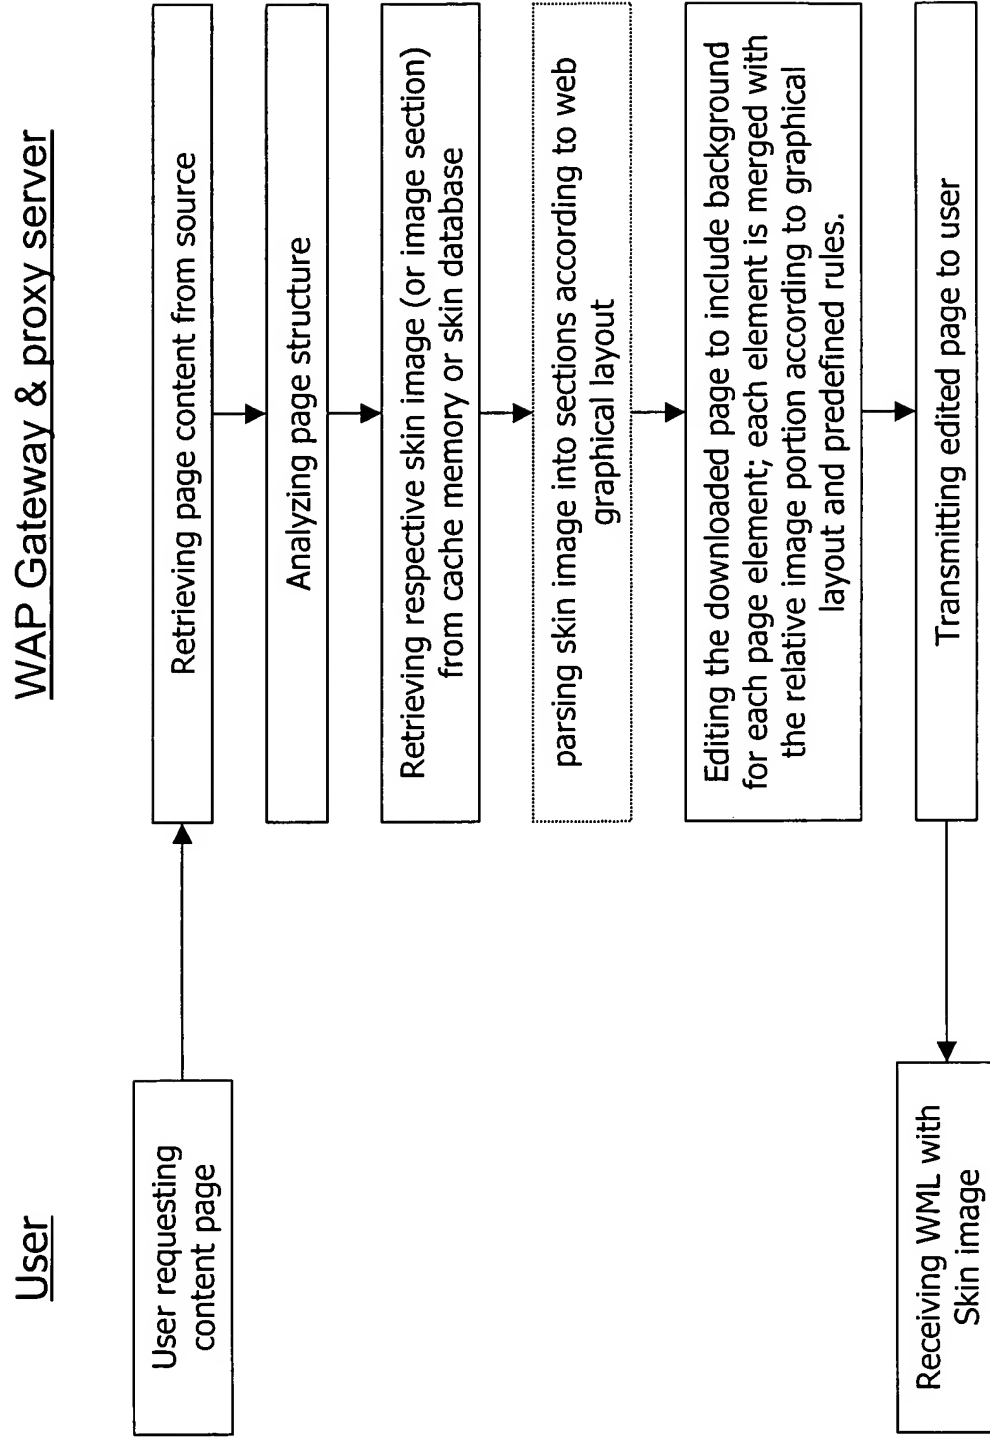 User
WAP Gateway & proxy server
User requesting
content page
Retrieving page content from source
Analyzing page structure
Retrieving respective skin image (or image section)
from cache memory or skin database
parsing skin image into sections according to web
graphical layout
Editing the downloaded page to include background
for each page element; each element is merged with
the relative image portion according to graphical
layout and predefined rules.
Transmitting edited page to user
Receiving WML with
Skin image